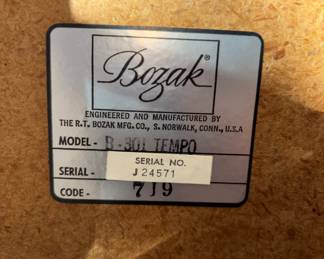 Bozak®
ENGINEERED AND MANUFACTURED BY
THE R.T. BOZAK MFG. CO., S. NORWALK, CONN., U.S.A
MODEL- B-301 TEMPO
SERIAL NO.
SERIAL- J 24571
CODE- 719